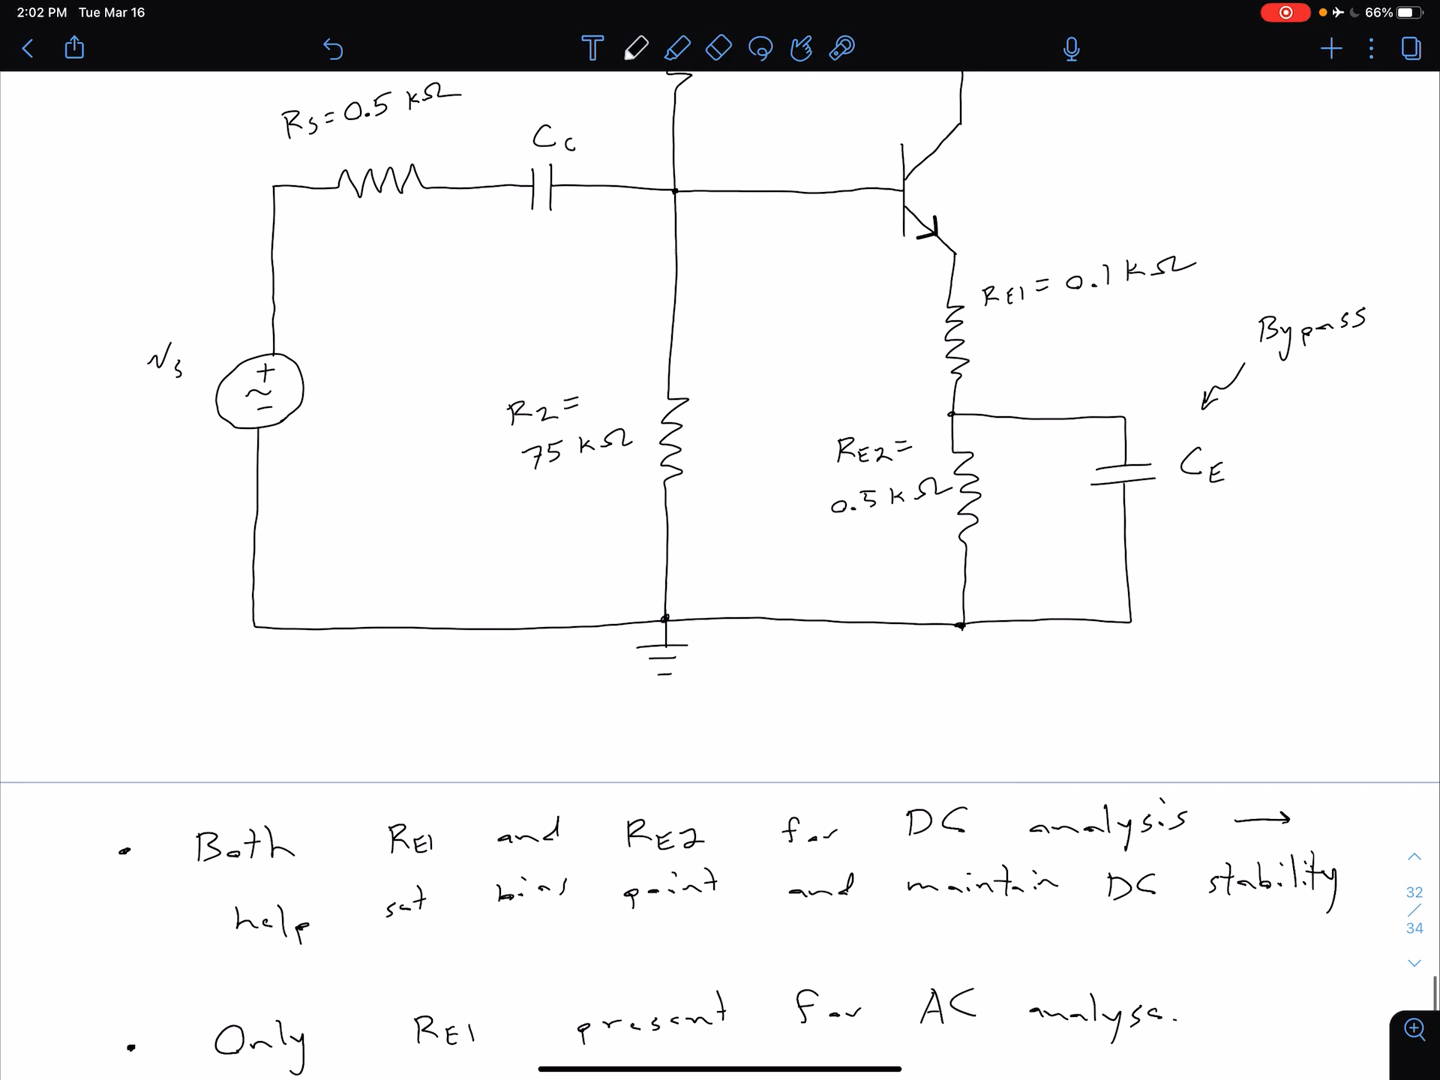 2:02 PM Tue Mar 16
66%
T
Rs = 0.5 kΩ
Cc
RE1 = 0.1 kΩ
Bypass
Vs
+
~
−
R2 =
75 kΩ
RE2 =
0.5 kΩ
CE
• Both RE1 and RE2 for DC analysis →
help set bias point and maintain DC stability
32
/
34
• Only RE1 present for AC analyse.